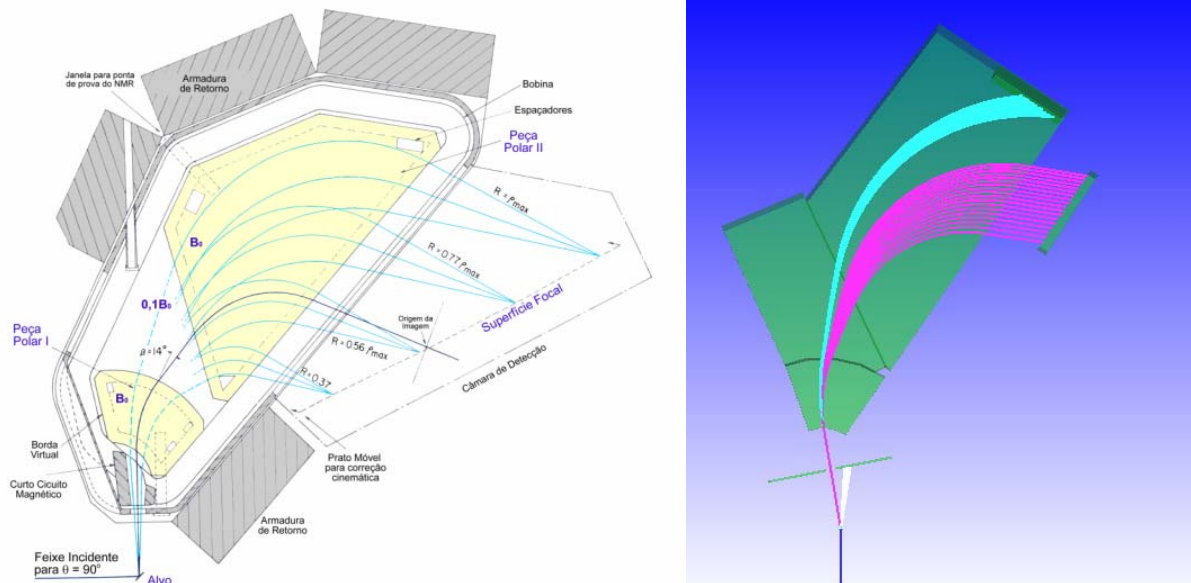 Janela para ponta
de prova do NMR
Armadura
de Retorno
Bobina
Espaçadores
Peça
Polar II
R = ρmax
B₀
R = 0.77 ρmax
0,1B₀
Superfície Focal
Origem da
Imagem
Peça
Polar I
β = 14°
R = 0.56 ρmax
R = 0.37
Câmara de Detecção
B₀
Borda
Virtual
Prato Móvel
para correção
cinemática
Curto Cicuito
Magnético
Armadura
de Retorno
Feixe Incidente
para θ = 90°
Alvo